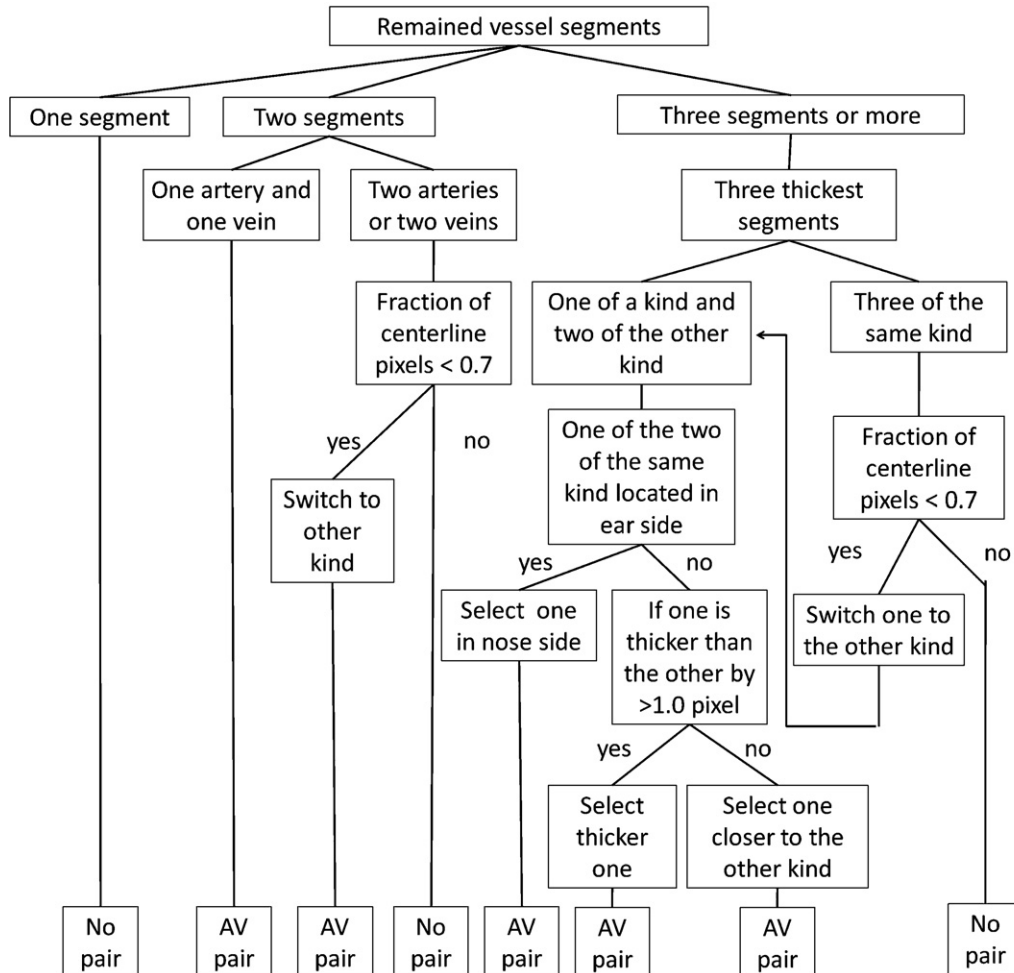 Remained vessel segments
One segment
Two segments
Three segments or more
One artery and
one vein
Two arteries
or two veins
Three thickest
segments
Fraction of
centerline
pixels < 0.7
One of a kind and
two of the other
kind
Three of the
same kind
yes
no
Switch to
other
kind
One of the two
of the same
kind located in
ear side
Fraction of
centerline
pixels < 0.7
yes
no
yes
no
Select one
in nose side
If one is
thicker than
the other by
>1.0 pixel
Switch one to
the other kind
yes
no
Select
thicker
one
Select one
closer to the
other kind
No
pair
AV
pair
AV
pair
No
pair
AV
pair
AV
pair
AV
pair
No
pair